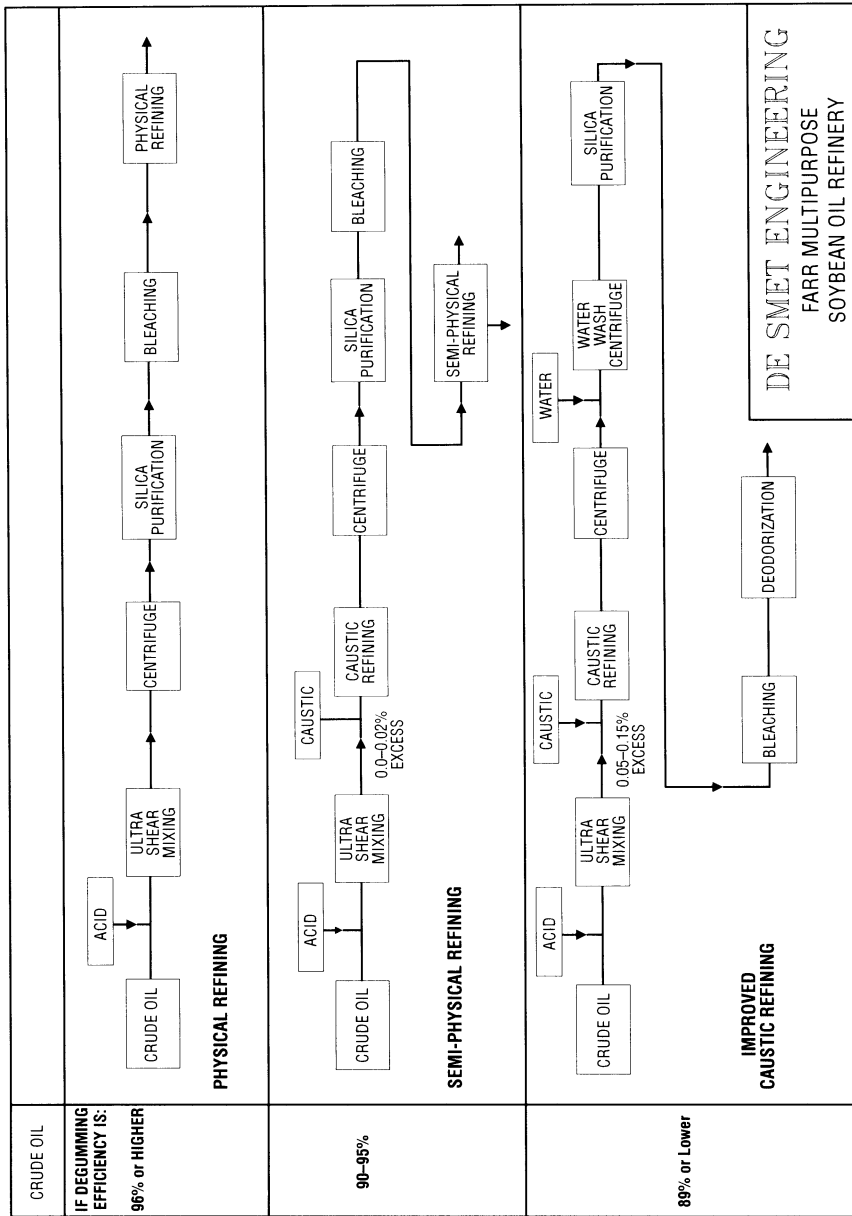 CRUDE OIL
IF DEGUMMING
EFFICIENCY IS:
96% or HIGHER
CRUDE OIL
ACID
ULTRA
SHEAR
MIXING
CENTRIFUGE
SILICA
PURIFICATION
BLEACHING
PHYSICAL
REFINING
PHYSICAL REFINING
90–95%
CRUDE OIL
ACID
ULTRA
SHEAR
MIXING
CAUSTIC
0.0–0.02%
EXCESS
CAUSTIC
REFINING
CENTRIFUGE
SILICA
PURIFICATION
BLEACHING
SEMI-PHYSICAL
REFINING
SEMI-PHYSICAL REFINING
89% or Lower
CRUDE OIL
ACID
ULTRA
SHEAR
MIXING
CAUSTIC
0.05–0.15%
EXCESS
CAUSTIC
REFINING
CENTRIFUGE
WATER
WATER
WASH
CENTRIFUGE
SILICA
PURIFICATION
BLEACHING
DEODORIZATION
IMPROVED
CAUSTIC REFINING
DE SMET ENGINEERING
FARR MULTIPURPOSE
SOYBEAN OIL REFINERY